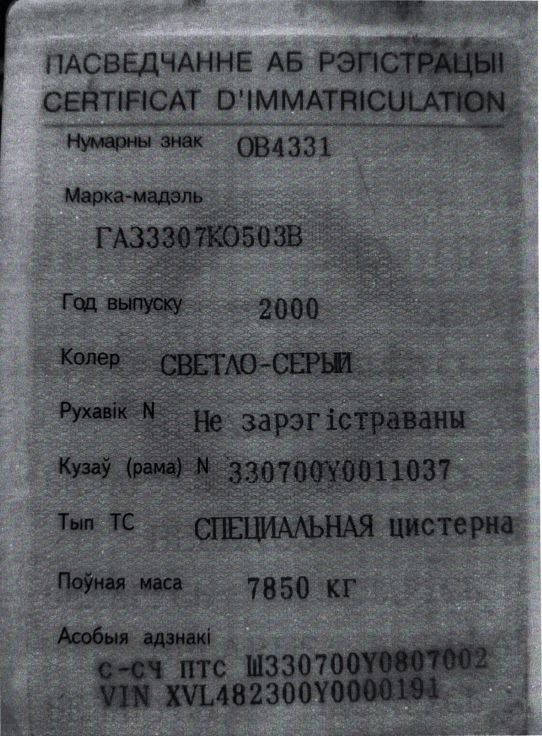 ПАСВЕДЧАННЕ АБ РЭГІСТРАЦЫІ
CERTIFICAT D'IMMATRICULATION
Нумарны знак ОВ4331
Марка-мадэль
ГАЗ3307КО503В
Год выпуску 2000
Колер СВЕТЛО-СЕРЫЙ
Рухавік N Не зарэгістраваны
Кузаў (рама) N 330700Y0011037
Тып ТС СПЕЦИАЛЬНАЯ цистерна
Поўная маса 7850 кг
Асобыя адзнакі
С-СЧ ПТС Ш330700Y0807002
VIN XVL482300Y0000191